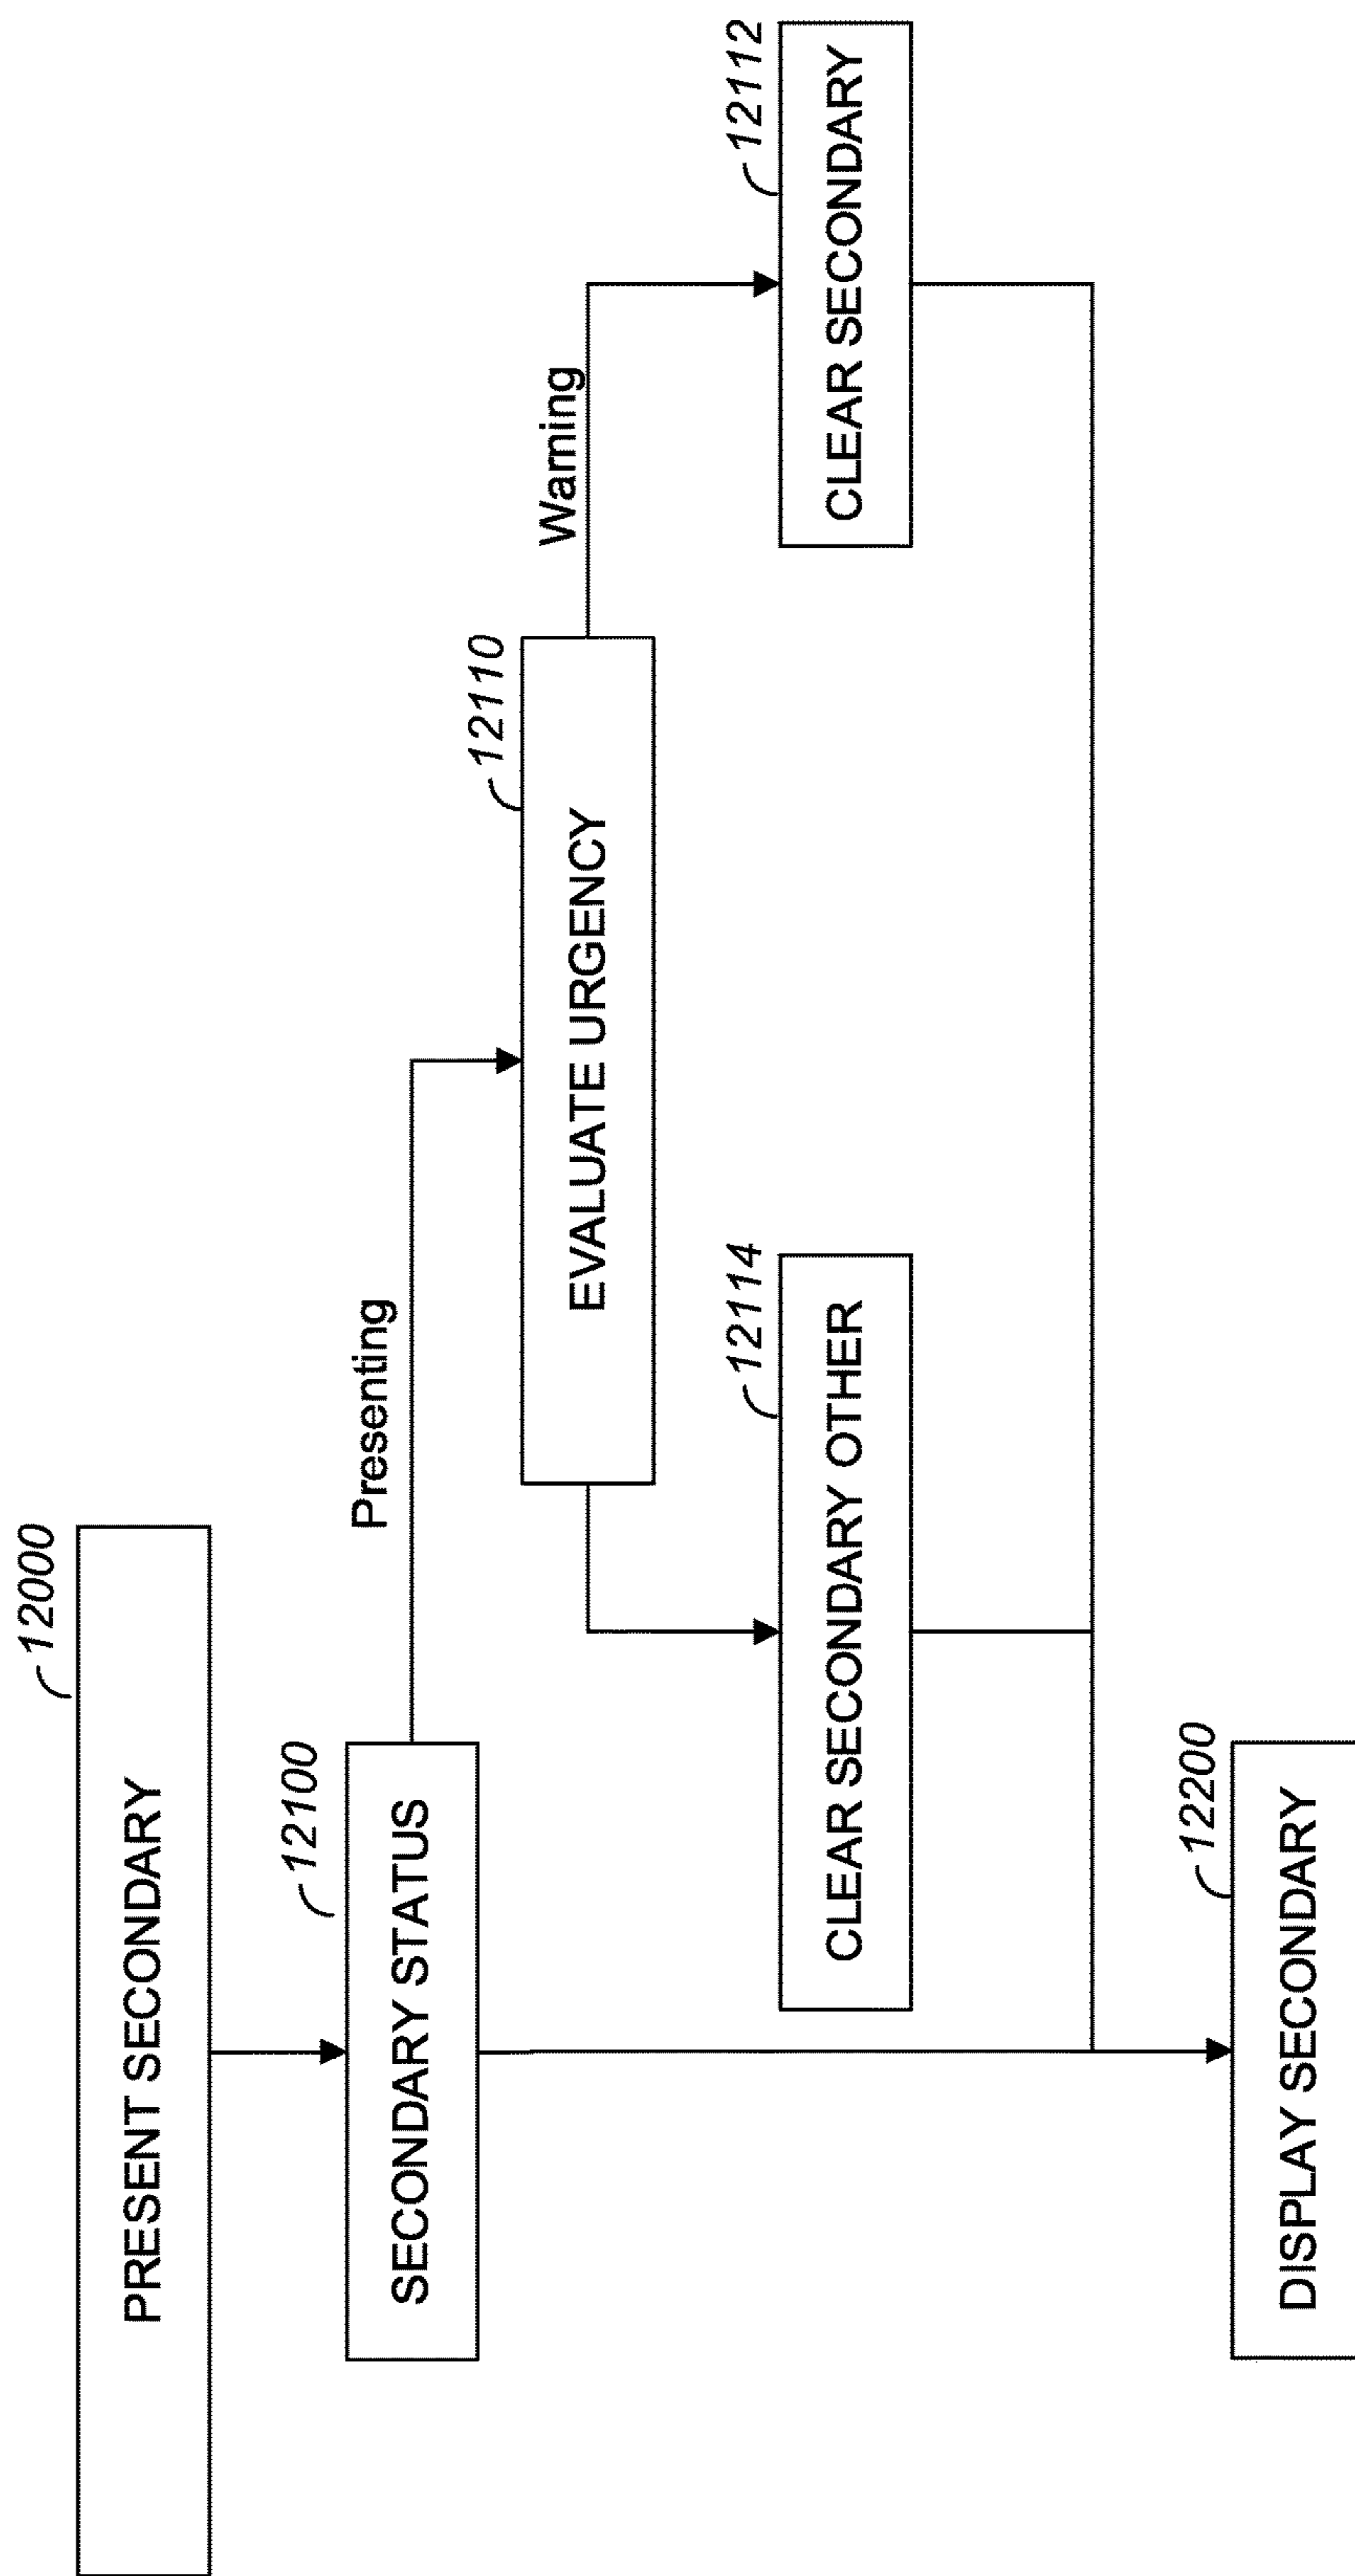 12000
PRESENT SECONDARY
12100
SECONDARY STATUS
Presenting
12110
EVALUATE URGENCY
Warning
12114
CLEAR SECONDARY OTHER
12112
CLEAR SECONDARY
12200
DISPLAY SECONDARY